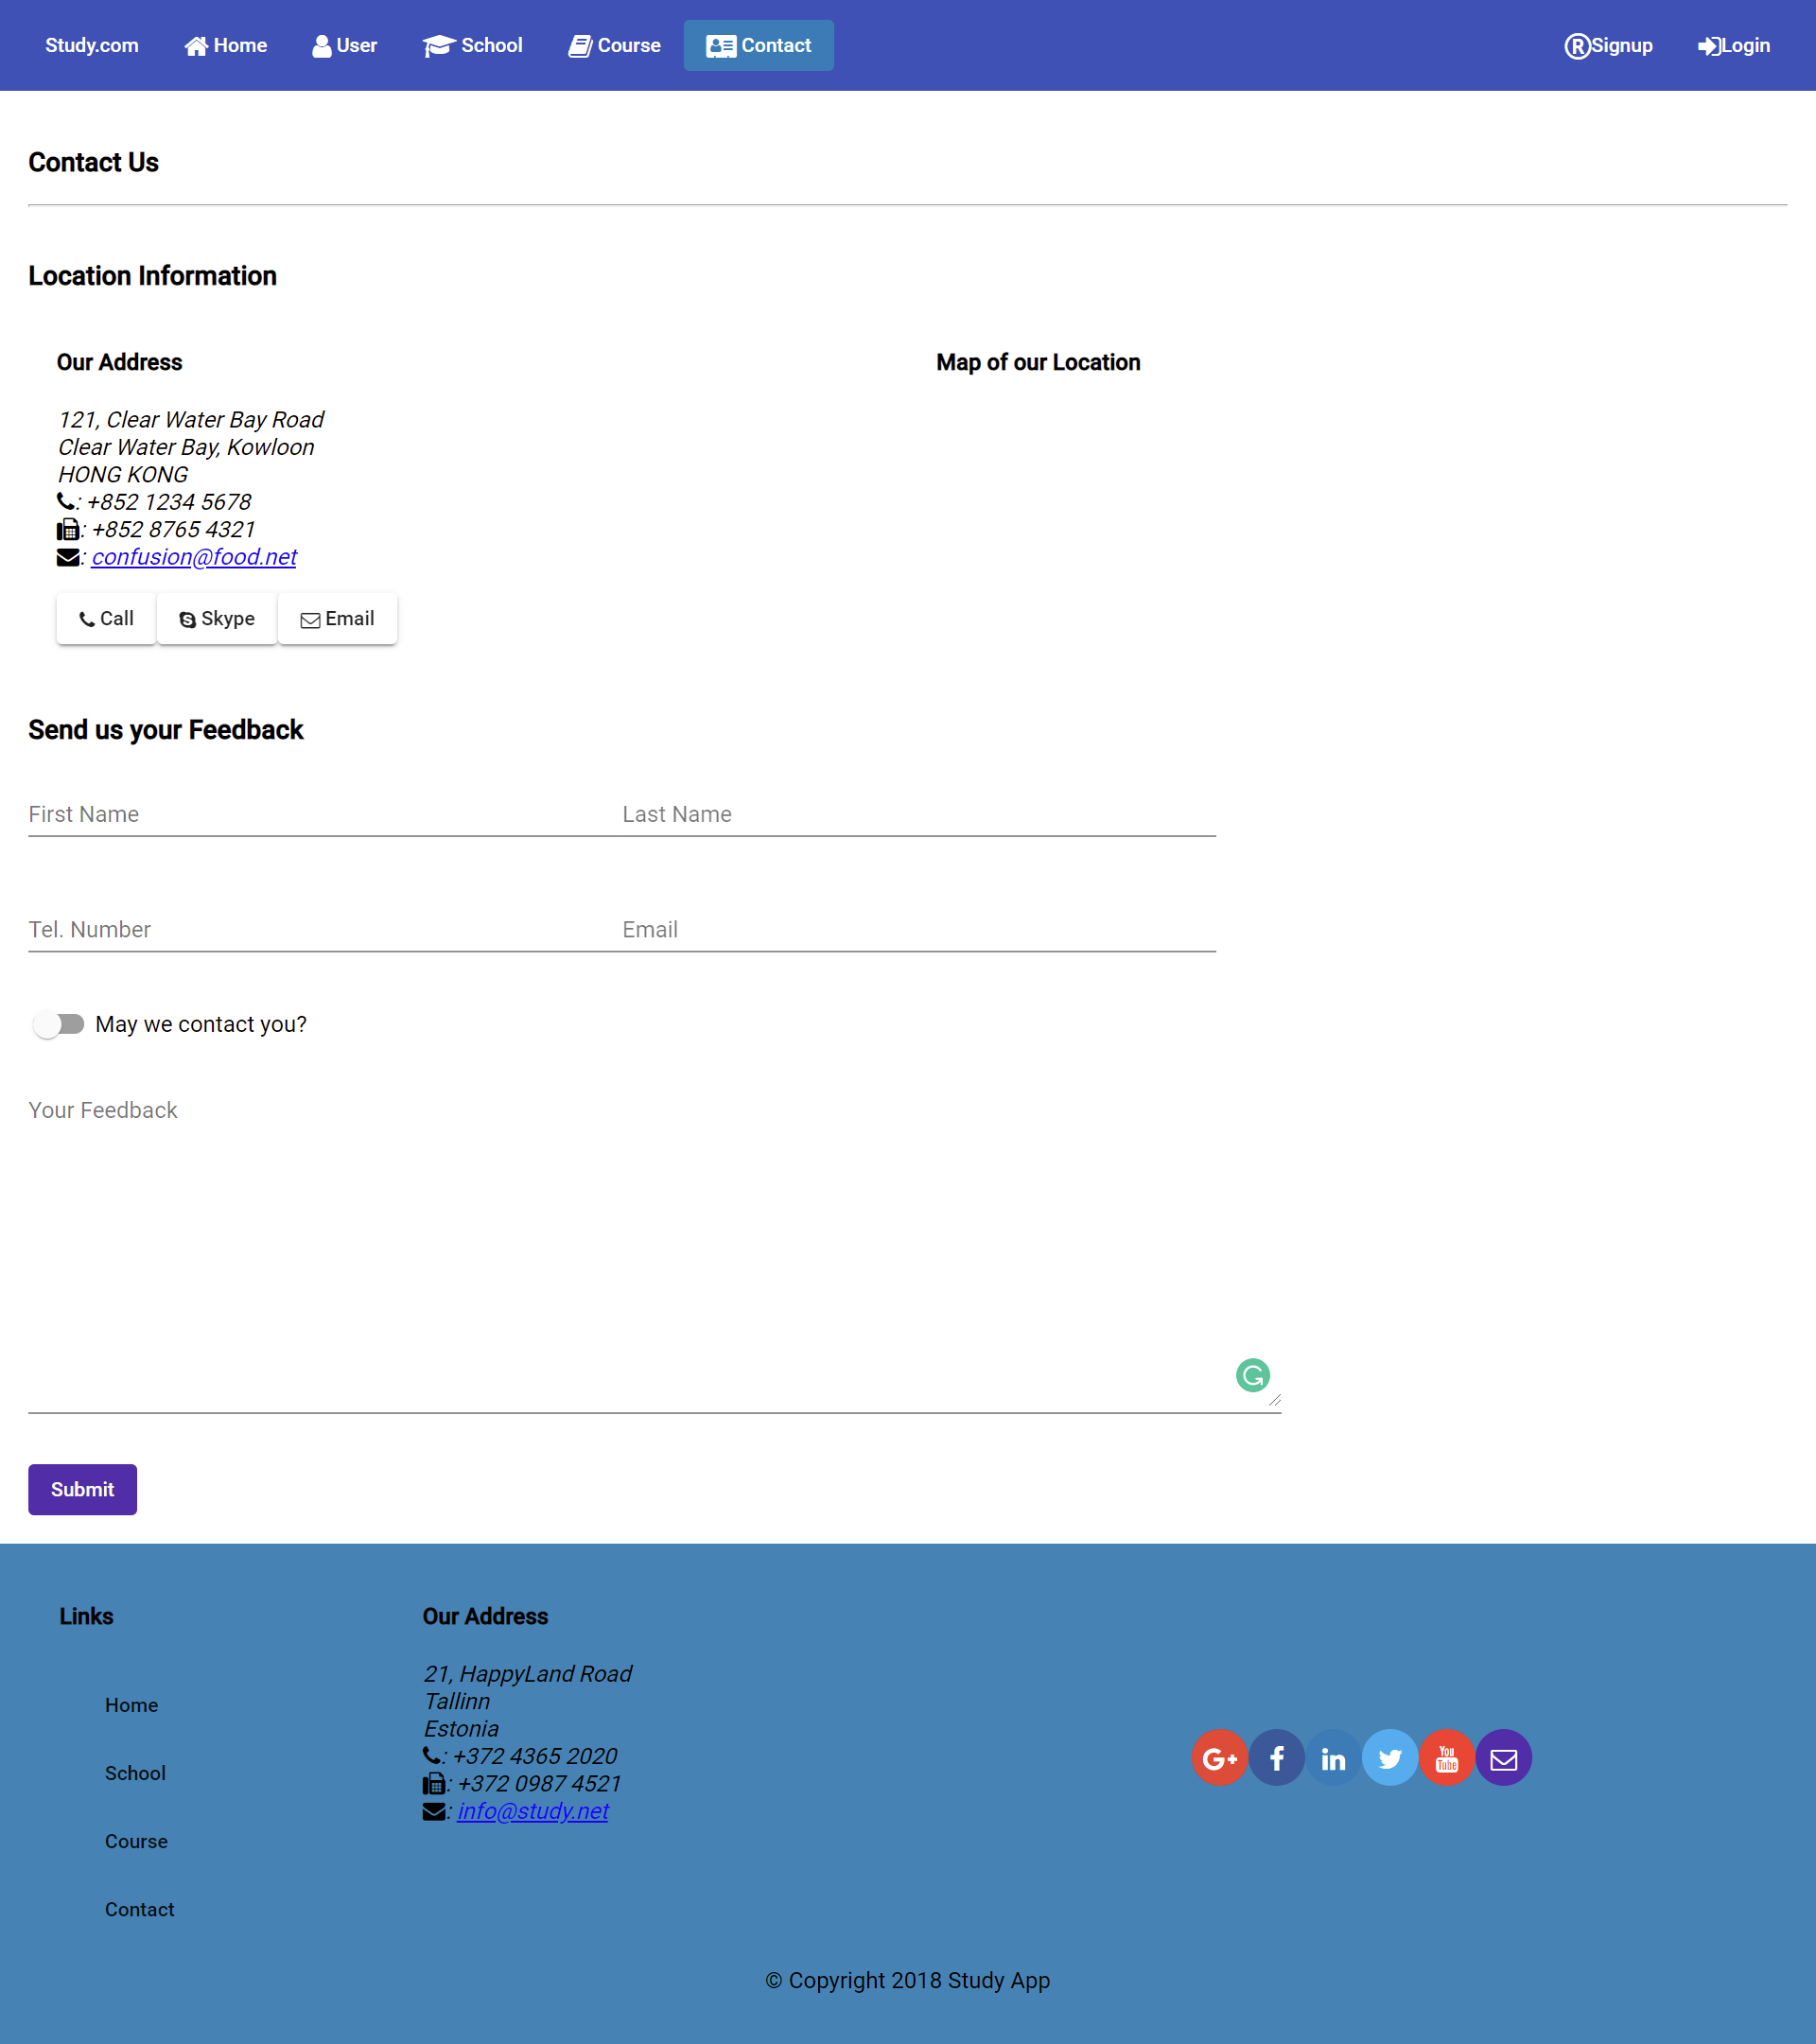 Study.com Home User School Course Contact Signup Login
Contact Us
Location Information
Our Address
121, Clear Water Bay Road
Clear Water Bay, Kowloon
HONG KONG
: +852 1234 5678
: +852 8765 4321
: confusion@food.net
Call Skype Email
Map of our Location
Send us your Feedback
First Name Last Name
Tel. Number Email
May we contact you?
Your Feedback
Submit
Links
Home
School
Course
Contact
Our Address
21, HappyLand Road
Tallinn
Estonia
: +372 4365 2020
: +372 0987 4521
: info@study.net
© Copyright 2018 Study App